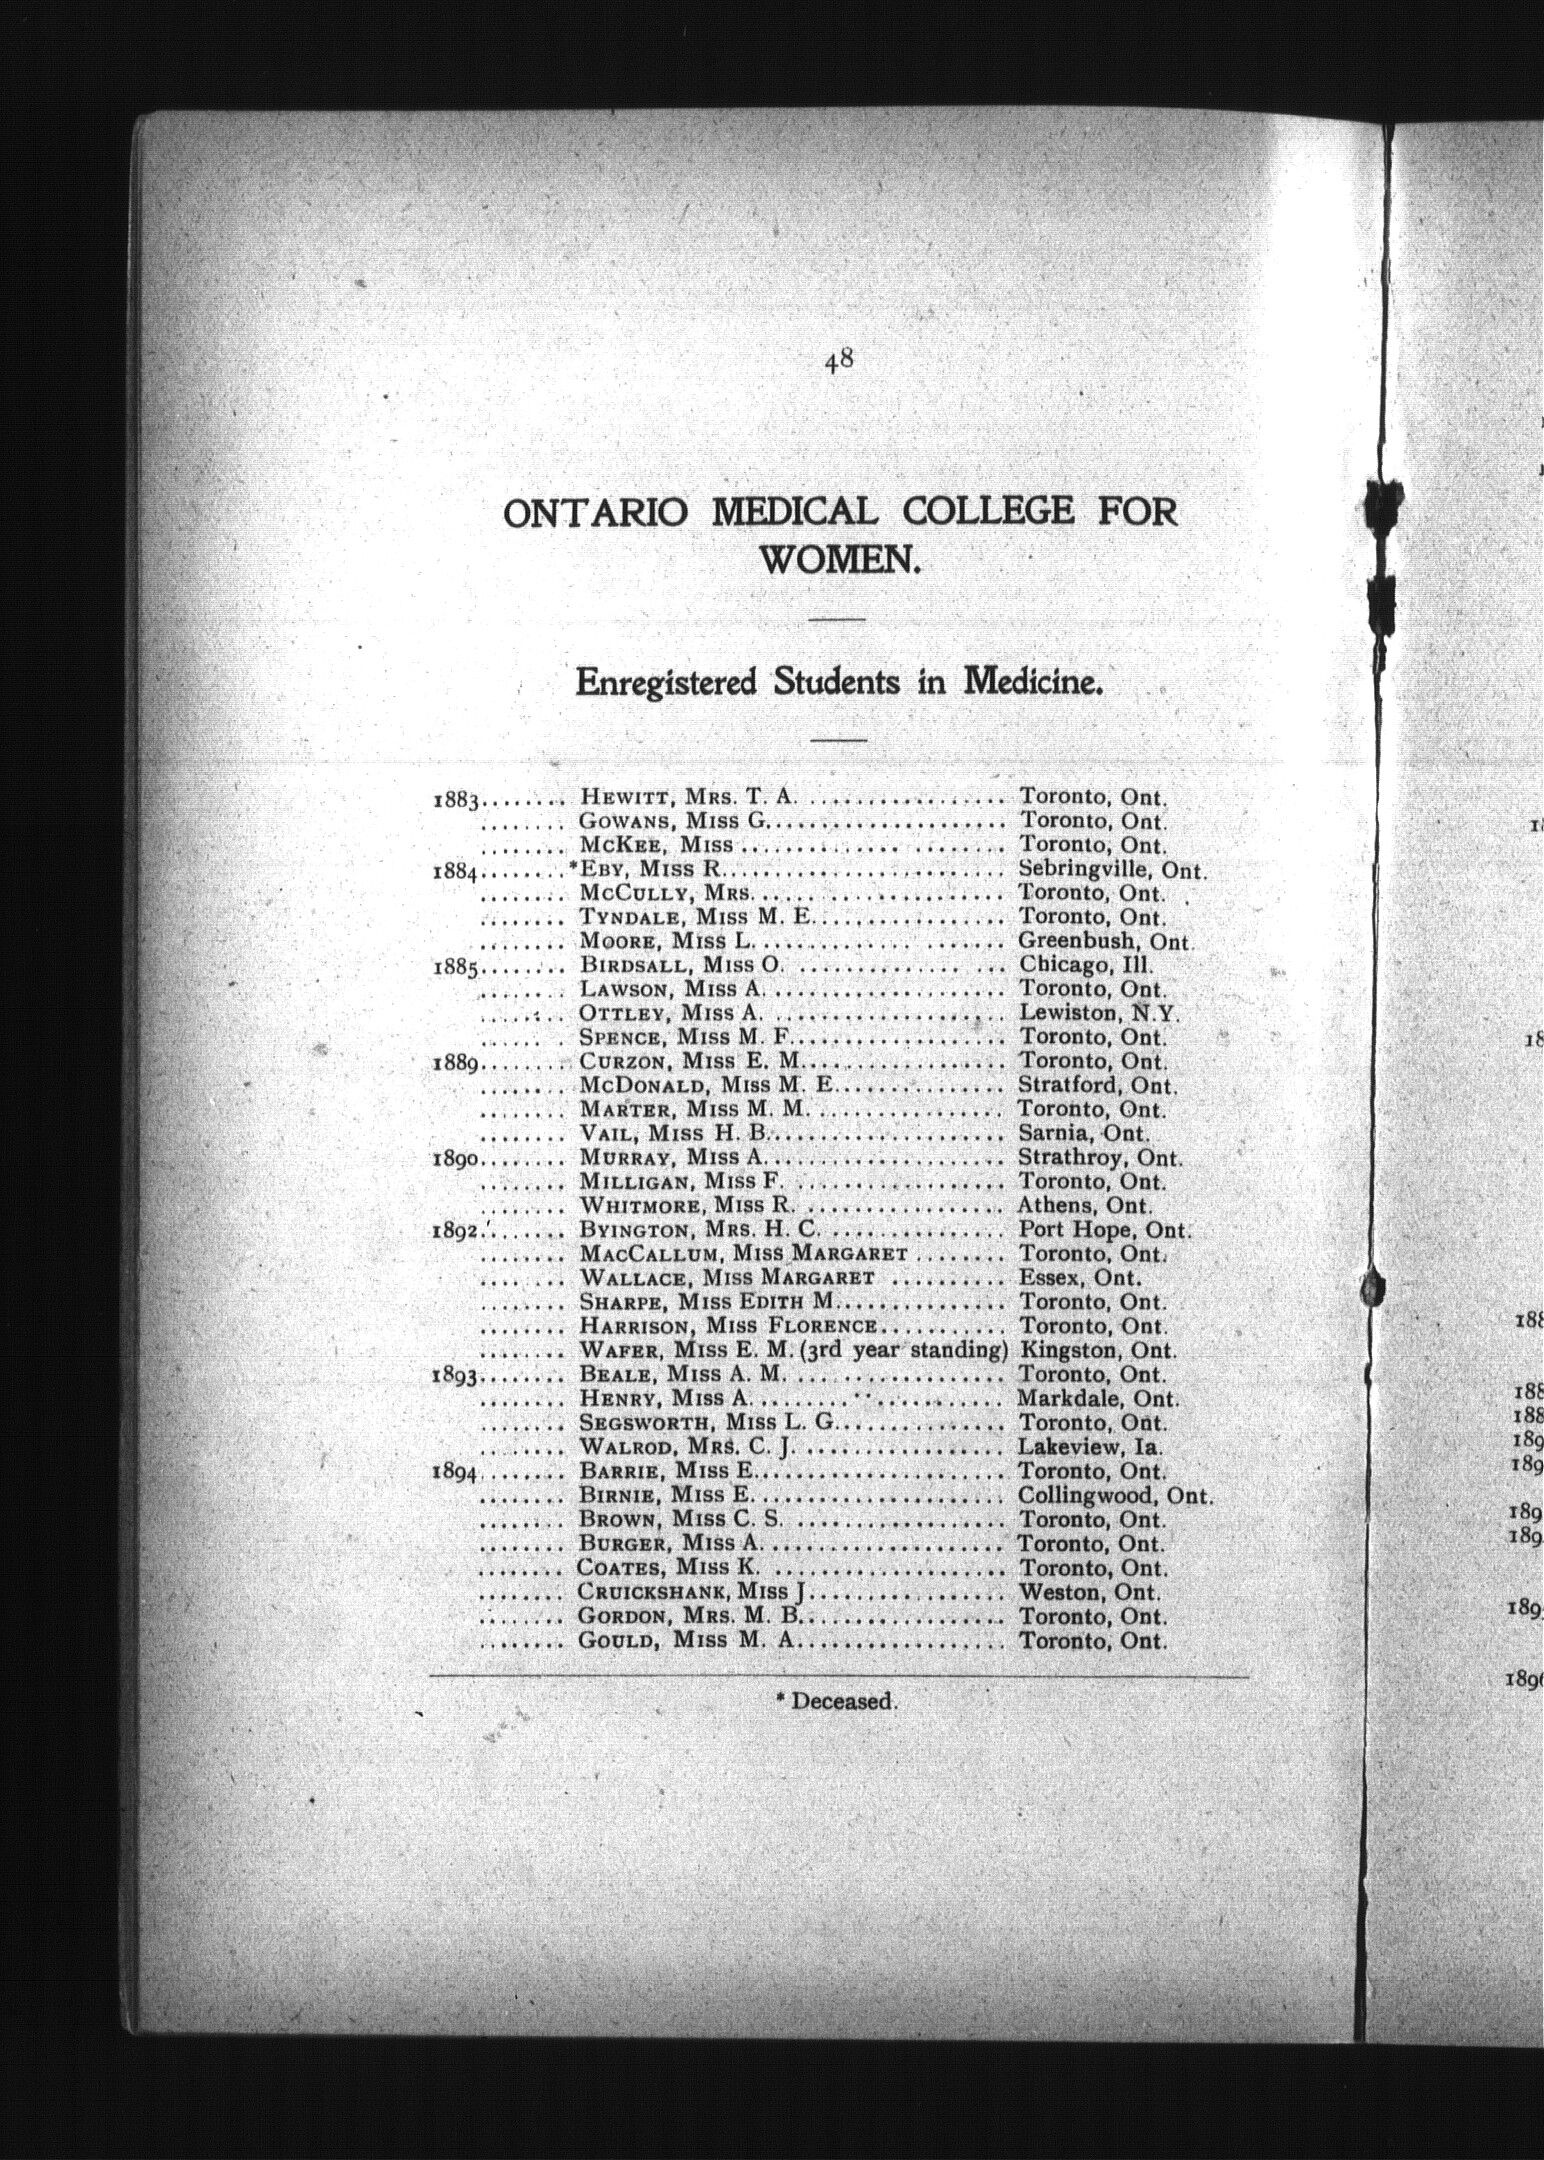 48
ONTARIO MEDICAL COLLEGE FOR
WOMEN.
Enregistered Students in Medicine.
1883........ HEWITT, MRS. T. A. ................. Toronto, Ont.
........ GOWANS, MISS G..................... Toronto, Ont.
........ MCKEE, MISS ...................... Toronto, Ont.
1884........*EBY, MISS R........................ Sebringville, Ont.
........ MCCULLY, MRS...................... Toronto, Ont.
........ TYNDALE, MISS M. E................ Toronto, Ont.
........ MOORE, MISS L..................... Greenbush, Ont.
1885........ BIRDSALL, MISS O. ................. Chicago, Ill.
........ LAWSON, MISS A..................... Toronto, Ont.
........ OTTLEY, MISS A. ................... Lewiston, N.Y.
........ SPENCE, MISS M. F.................. Toronto, Ont.
1889........ CURZON, MISS E. M................. Toronto, Ont.
........ MCDONALD, MISS M. E............... Stratford, Ont.
........ MARTER, MISS M. M. ................ Toronto, Ont.
........ VAIL, MISS H. B.................... Sarnia, Ont.
1890........ MURRAY, MISS A..................... Strathroy, Ont.
........ MILLIGAN, MISS F. .................. Toronto, Ont.
........ WHITMORE, MISS R. ................. Athens, Ont.
1892........ BYINGTON, MRS. H. C. ............... Port Hope, Ont.
........ MACCALLUM, MISS MARGARET ........ Toronto, Ont.
........ WALLACE, MISS MARGARET .......... Essex, Ont.
........ SHARPE, MISS EDITH M............... Toronto, Ont.
........ HARRISON, MISS FLORENCE........... Toronto, Ont.
........ WAFER, MISS E. M. (3rd year standing) Kingston, Ont.
1893........ BEALE, MISS A. M. .................. Toronto, Ont.
........ HENRY, MISS A...................... Markdale, Ont.
........ SEGSWORTH, MISS L. G............... Toronto, Ont.
........ WALROD, MRS. C. J. ................. Lakeview, Ia.
1894........ BARRIE, MISS E...................... Toronto, Ont.
........ BIRNIE, MISS E...................... Collingwood, Ont.
........ BROWN, MISS C. S. .................. Toronto, Ont.
........ BURGER, MISS A..................... Toronto, Ont.
........ COATES, MISS K. .................... Toronto, Ont.
........ CRUICKSHANK, MISS J................. Weston, Ont.
........ GORDON, MRS. M. B.................. Toronto, Ont.
........ GOULD, MISS M. A.................. Toronto, Ont.
* Deceased.